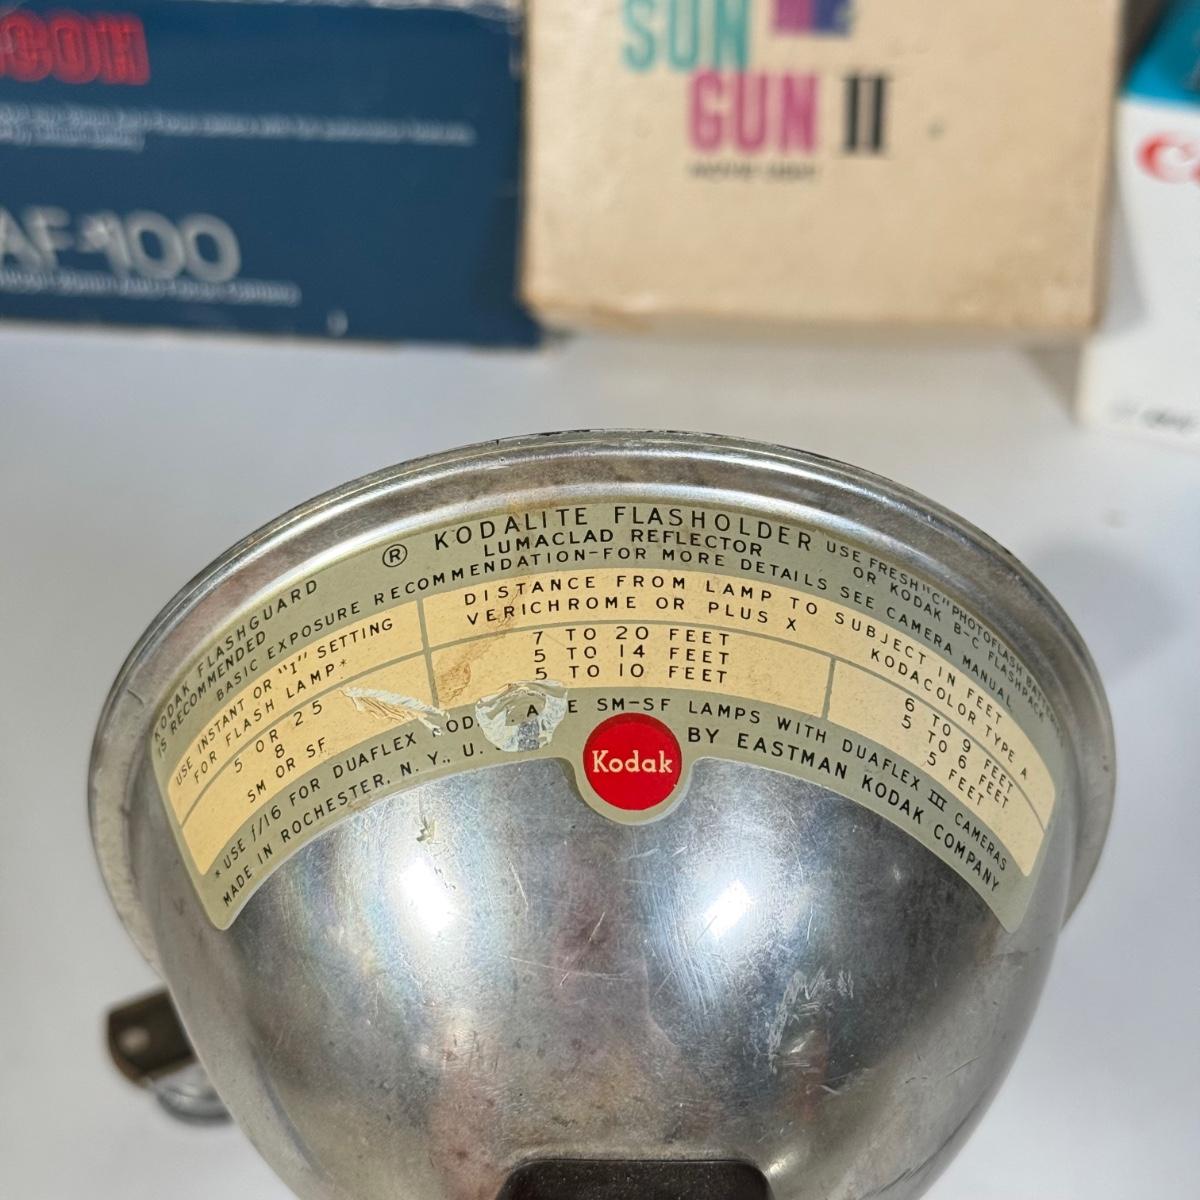 AF-100
SUN
GUN II
MOVIE LIGHT
® KODALITE FLASHOLDER
LUMACLAD REFLECTOR
KODAK FLASHGUARD
IS RECOMMENDED
USE FRESH "C" PHOTOFLASH BATTERIES
OR KODAK B-C FLASHPACK
BASIC EXPOSURE RECOMMENDATION-FOR MORE DETAILS SEE CAMERA MANUAL
USE INSTANT OR "I" SETTING
FOR FLASH LAMP*
DISTANCE FROM LAMP TO SUBJECT IN FEET
VERICHROME OR PLUS X
KODACOLOR TYPE A
5 OR 25
7 TO 20 FEET
6 TO 9 FEET
8
5 TO 14 FEET
5 TO 6 FEET
SM OR SF
5 TO 10 FEET
5 FEET
* USE f/16 FOR DUAFLEX SM-SF LAMPS WITH DUAFLEX III CAMERAS
MADE IN ROCHESTER, N. Y., U. BY EASTMAN KODAK COMPANY
Kodak